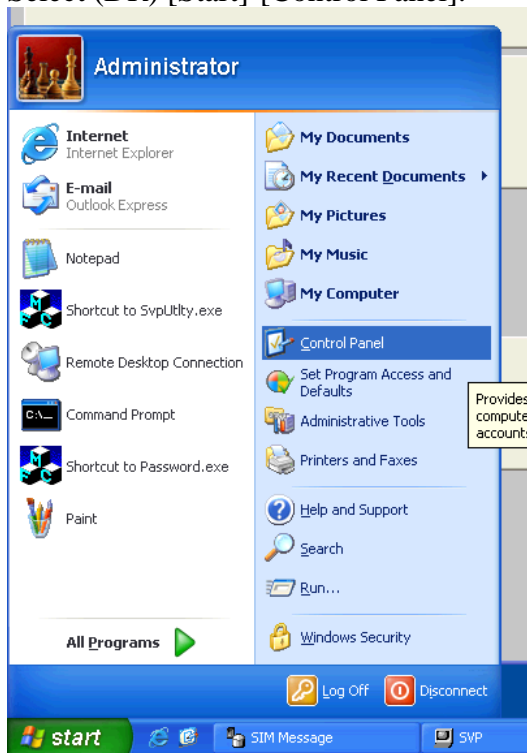 Select (DR) [Start]-[Control Panel].
Administrator
Internet
Internet Explorer
E-mail
Outlook Express
Notepad
Shortcut to SvpUtlty.exe
Remote Desktop Connection
C:\_
Command Prompt
Shortcut to Password.exe
Paint
All Programs
My Documents
My Recent Documents
My Pictures
My Music
My Computer
Control Panel
Set Program Access and
Defaults
Administrative Tools
Printers and Faxes
Help and Support
Search
Run...
Windows Security
Provides
compute
accounts
Log Off
Disconnect
start
SIM Message
SVP